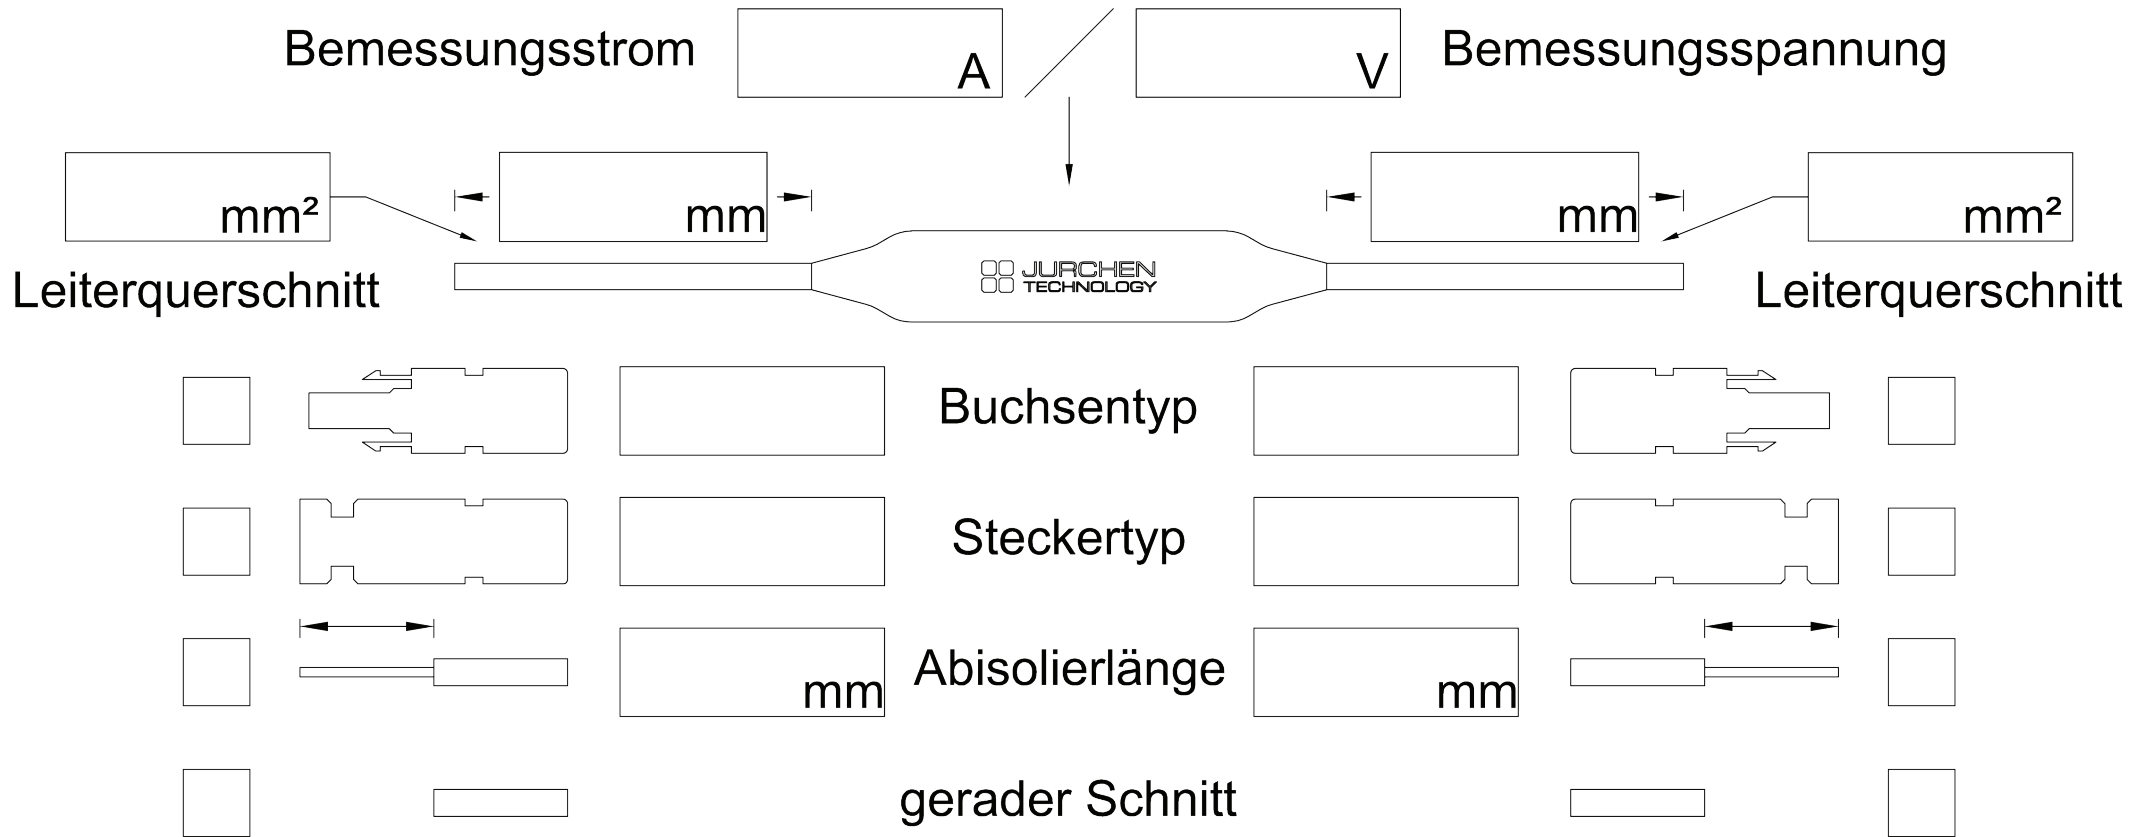 Bemessungsstrom A V Bemessungsspannung
mm² mm mm mm²
Leiterquerschnitt JURCHEN Leiterquerschnitt
TECHNOLOGY
Buchsentyp
Steckertyp
mm Abisolierlänge mm
gerader Schnitt